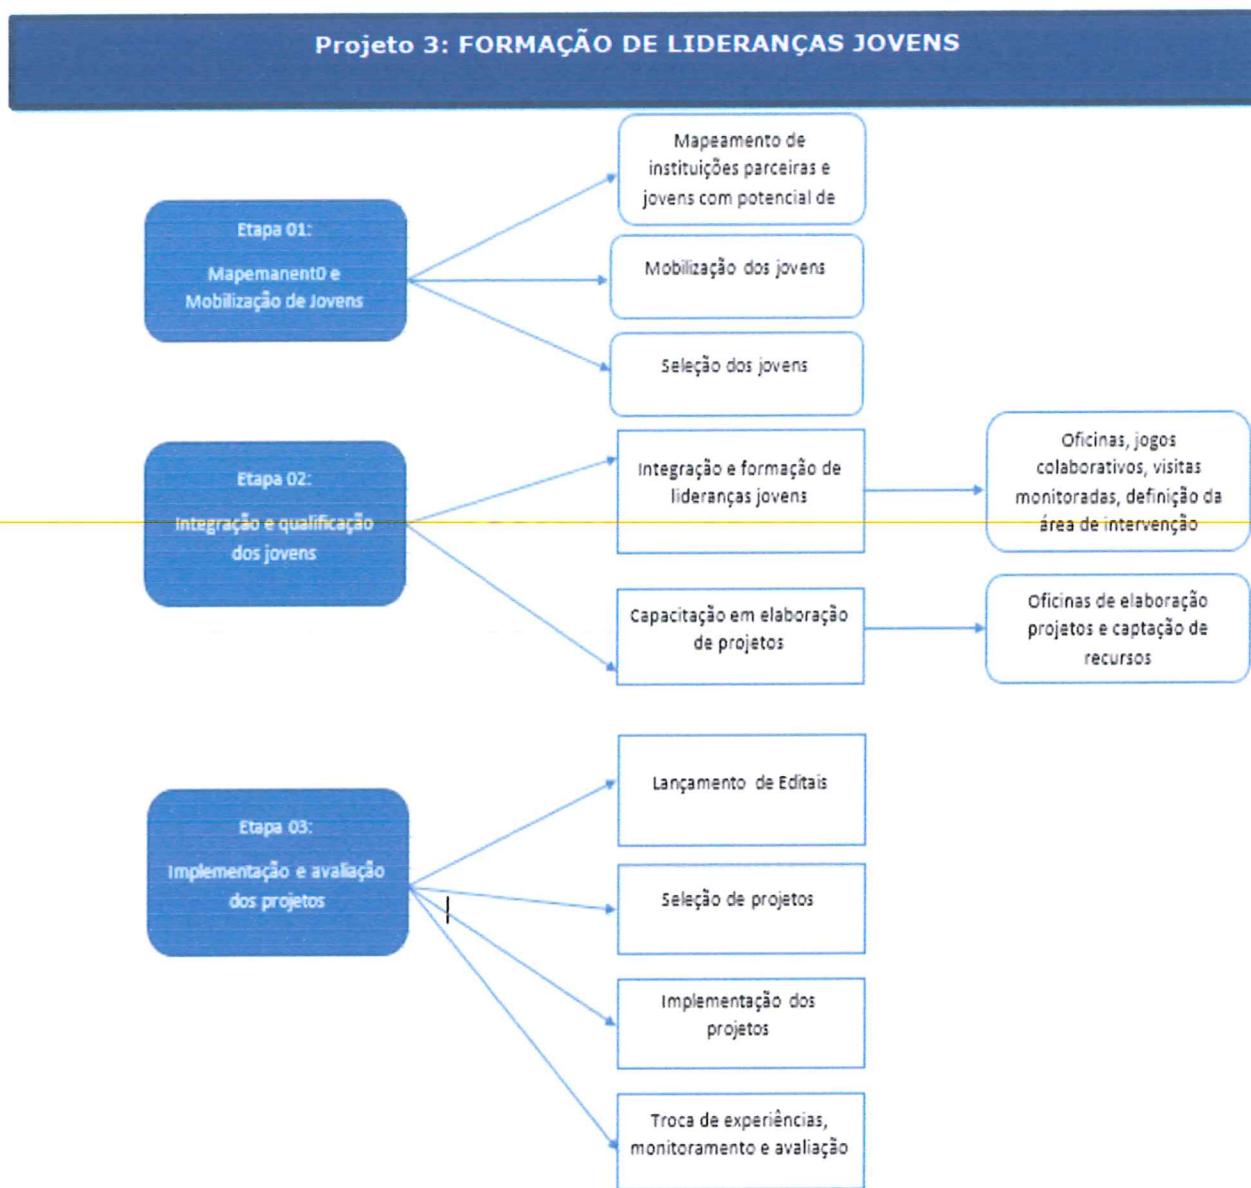 Projeto 3: FORMAÇÃO DE LIDERANÇAS JOVENS
Etapa 01:
Mapemanent0 e
Mobilização de Jovens
Mapeamento de
instituições parceiras e
jovens com potencial de
Mobilização dos jovens
Seleção dos jovens
Etapa 02:
Integração e qualificação
dos jovens
Integração e formação de
lideranças jovens
Oficinas, jogos
colaborativos, visitas
monitoradas, definição da
área de intervenção
Capacitação em elaboração
de projetos
Oficinas de elaboração
projetos e captação de
recursos
Etapa 03:
Implementação e avaliação
dos projetos
Lançamento de Editais
Seleção de projetos
Implementação dos
projetos
Troca de experiências,
monitoramento e avaliação